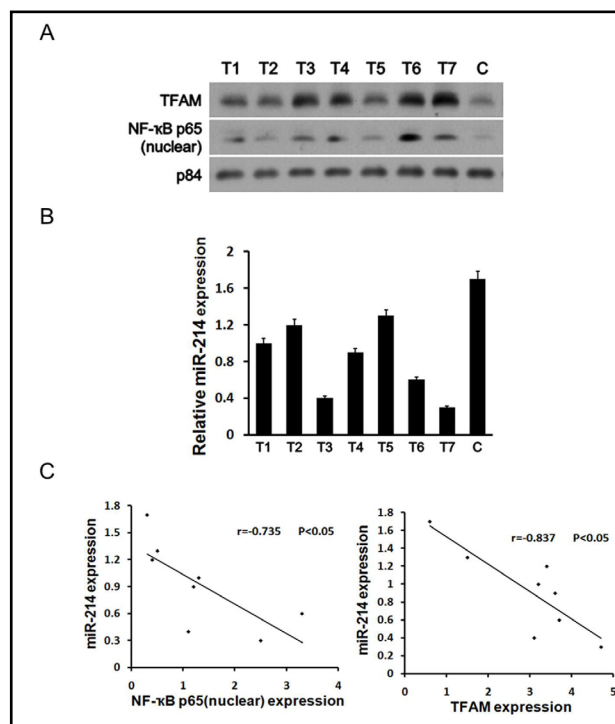 A
T1 T2 T3 T4 T5 T6 T7 C
TFAM
NF-κB p65
(nuclear)
p84
B
Relative miR-214 expression
2
1.6
1.2
0.8
0.4
0
T1 T2 T3 T4 T5 T6 T7 C
C
miR-214 expression
1.8
1.5
1.2
0.9
0.6
0.3
0
r=-0.735 P<0.05
0 1 2 3 4
NF-κB p65(nuclear) expression
miR-214 expression
1.8
1.6
1.4
1.2
1
0.8
0.6
0.4
0.2
0
r=-0.837 P<0.05
0 1 2 3 4 5
TFAM expression